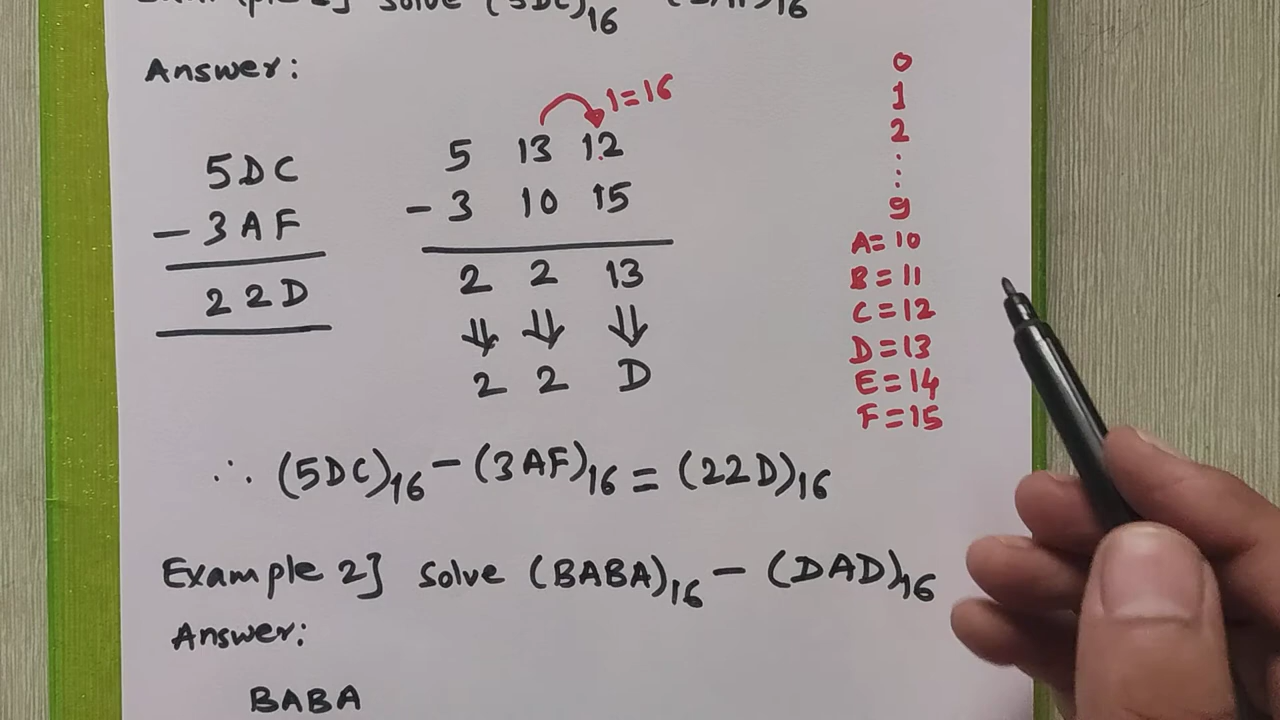 Answer:
5DC
- 3AF
22D
1=16
5 13 12
- 3 10 15
2 2 13
2 2 D
0
1
2
:
:
9
A=10
B=11
C=12
D=13
E=14
F=15
∴ (5DC)16 - (3AF)16 = (22D)16
Example 2] Solve (BABA)16 - (DAD)16
Answer:
BABA